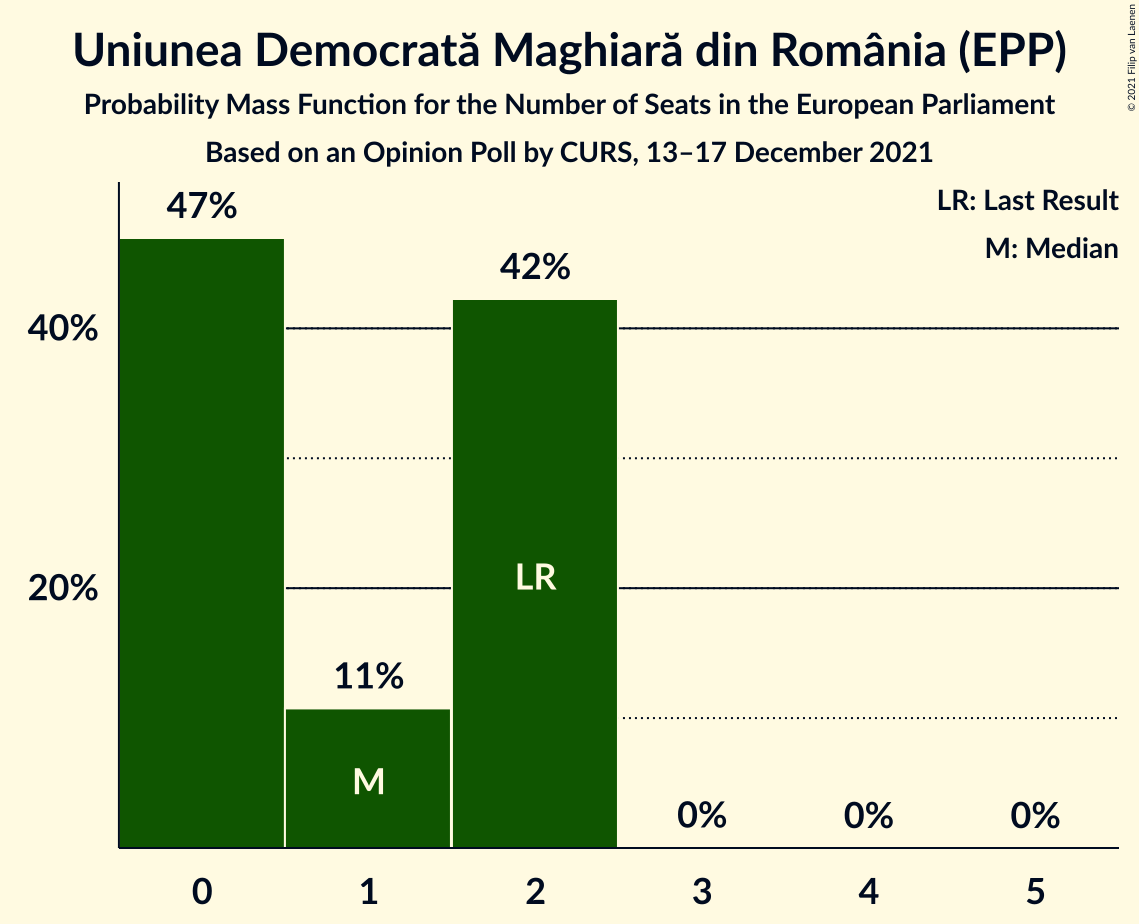 Uniunea Democrată Maghiară din România (EPP)
Probability Mass Function for the Number of Seats in the European Parliament
Based on an Opinion Poll by CURS, 13–17 December 2021
© 2021 Filip van Laenen
LR: Last Result
M: Median
47%
42%
40%
LR
20%
11%
M
0%
0%
0%
0
1
2
3
4
5